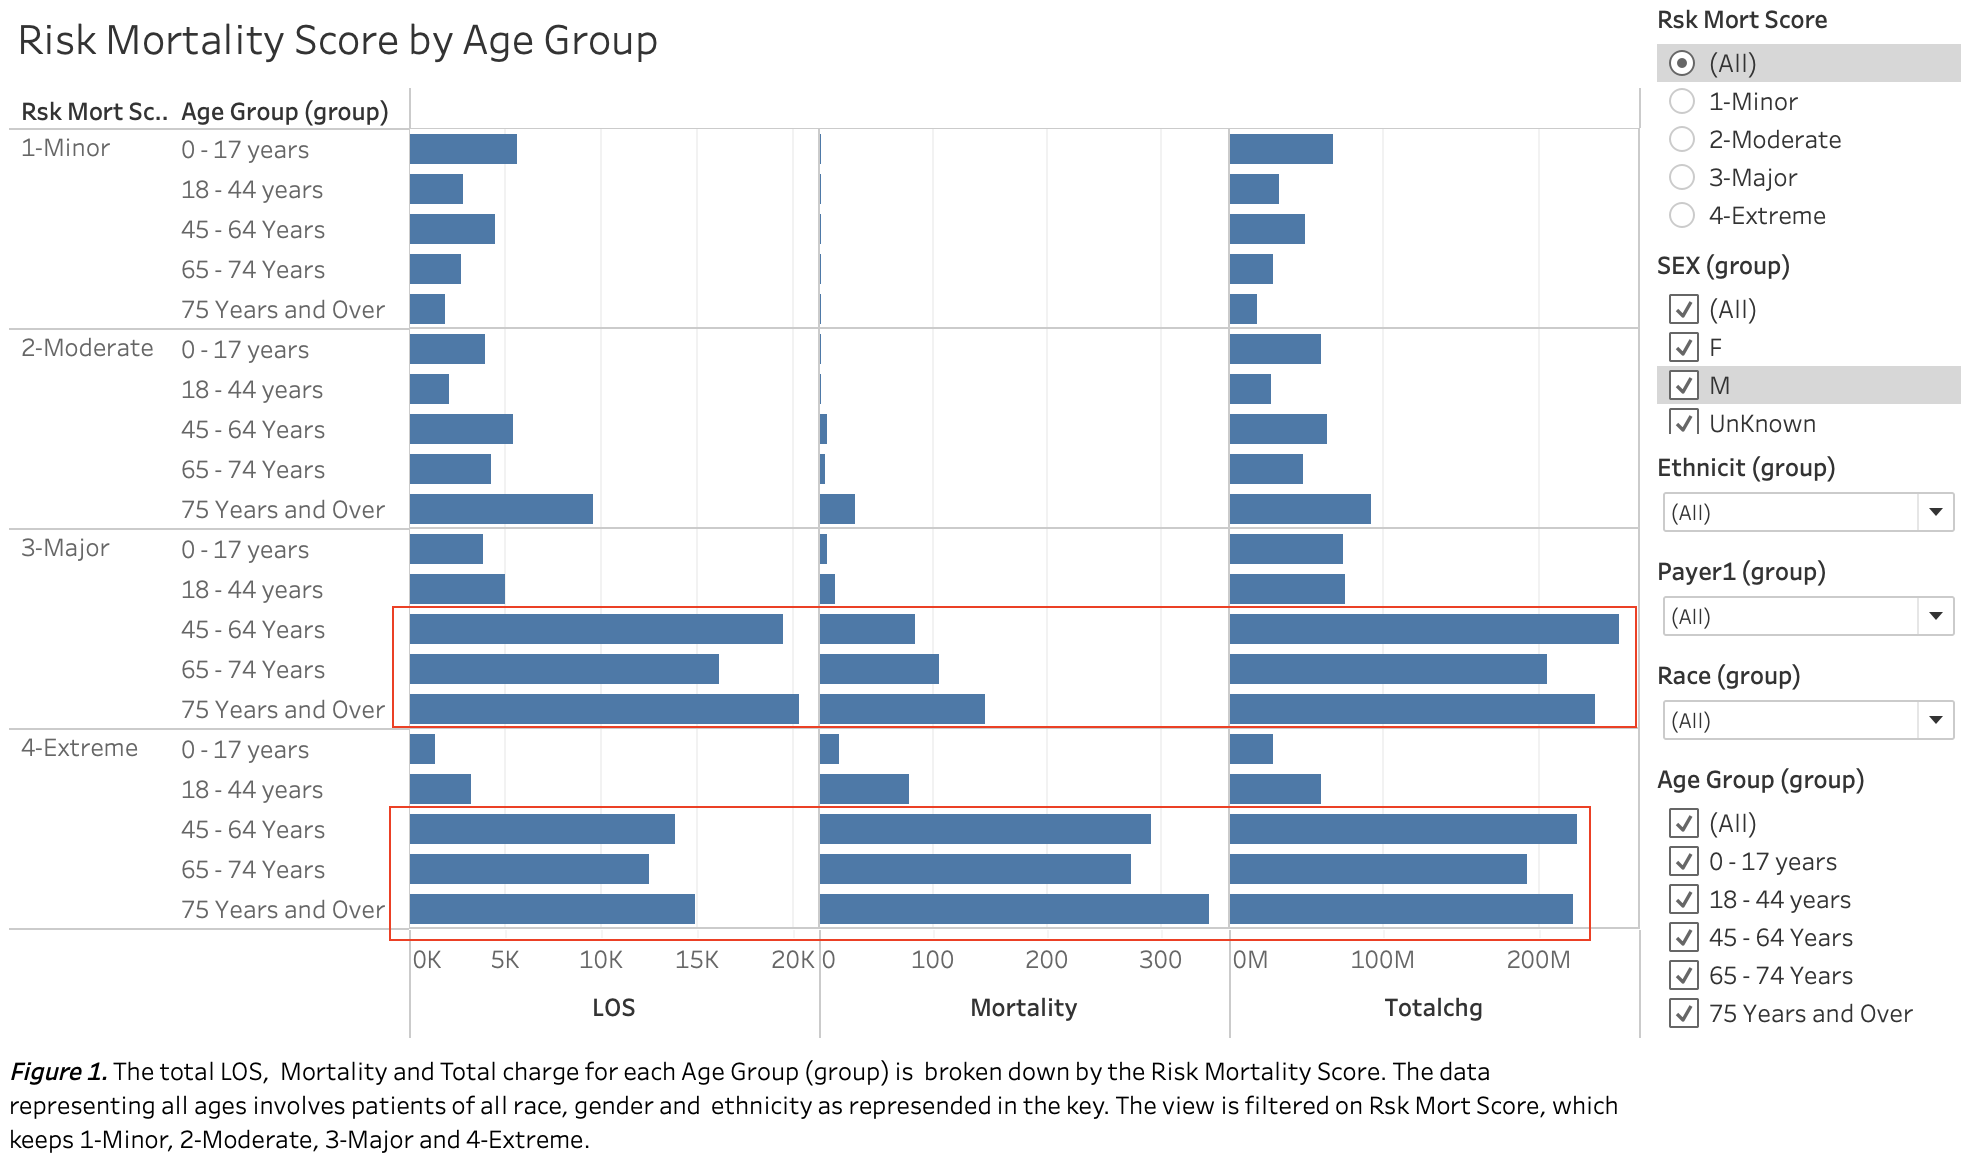 Risk Mortality Score by Age Group
Rsk Mort Sc.. Age Group (group)
1-Minor 0 - 17 years
18 - 44 years
45 - 64 Years
65 - 74 Years
75 Years and Over
2-Moderate 0 - 17 years
18 - 44 years
45 - 64 Years
65 - 74 Years
75 Years and Over
3-Major 0 - 17 years
18 - 44 years
45 - 64 Years
65 - 74 Years
75 Years and Over
4-Extreme 0 - 17 years
18 - 44 years
45 - 64 Years
65 - 74 Years
75 Years and Over
0K 5K 10K 15K 20K 0 100 200 300 0M 100M 200M
LOS Mortality Totalchg
Rsk Mort Score
(All)
1-Minor
2-Moderate
3-Major
4-Extreme
SEX (group)
(All)
F
M
UnKnown
Ethnicit (group)
(All)
Payer1 (group)
(All)
Race (group)
(All)
Age Group (group)
(All)
0 - 17 years
18 - 44 years
45 - 64 Years
65 - 74 Years
75 Years and Over
Figure 1. The total LOS,  Mortality and Total charge for each Age Group (group) is  broken down by the Risk Mortality Score. The data
representing all ages involves patients of all race, gender and  ethnicity as represended in the key. The view is filtered on Rsk Mort Score, which
keeps 1-Minor, 2-Moderate, 3-Major and 4-Extreme.